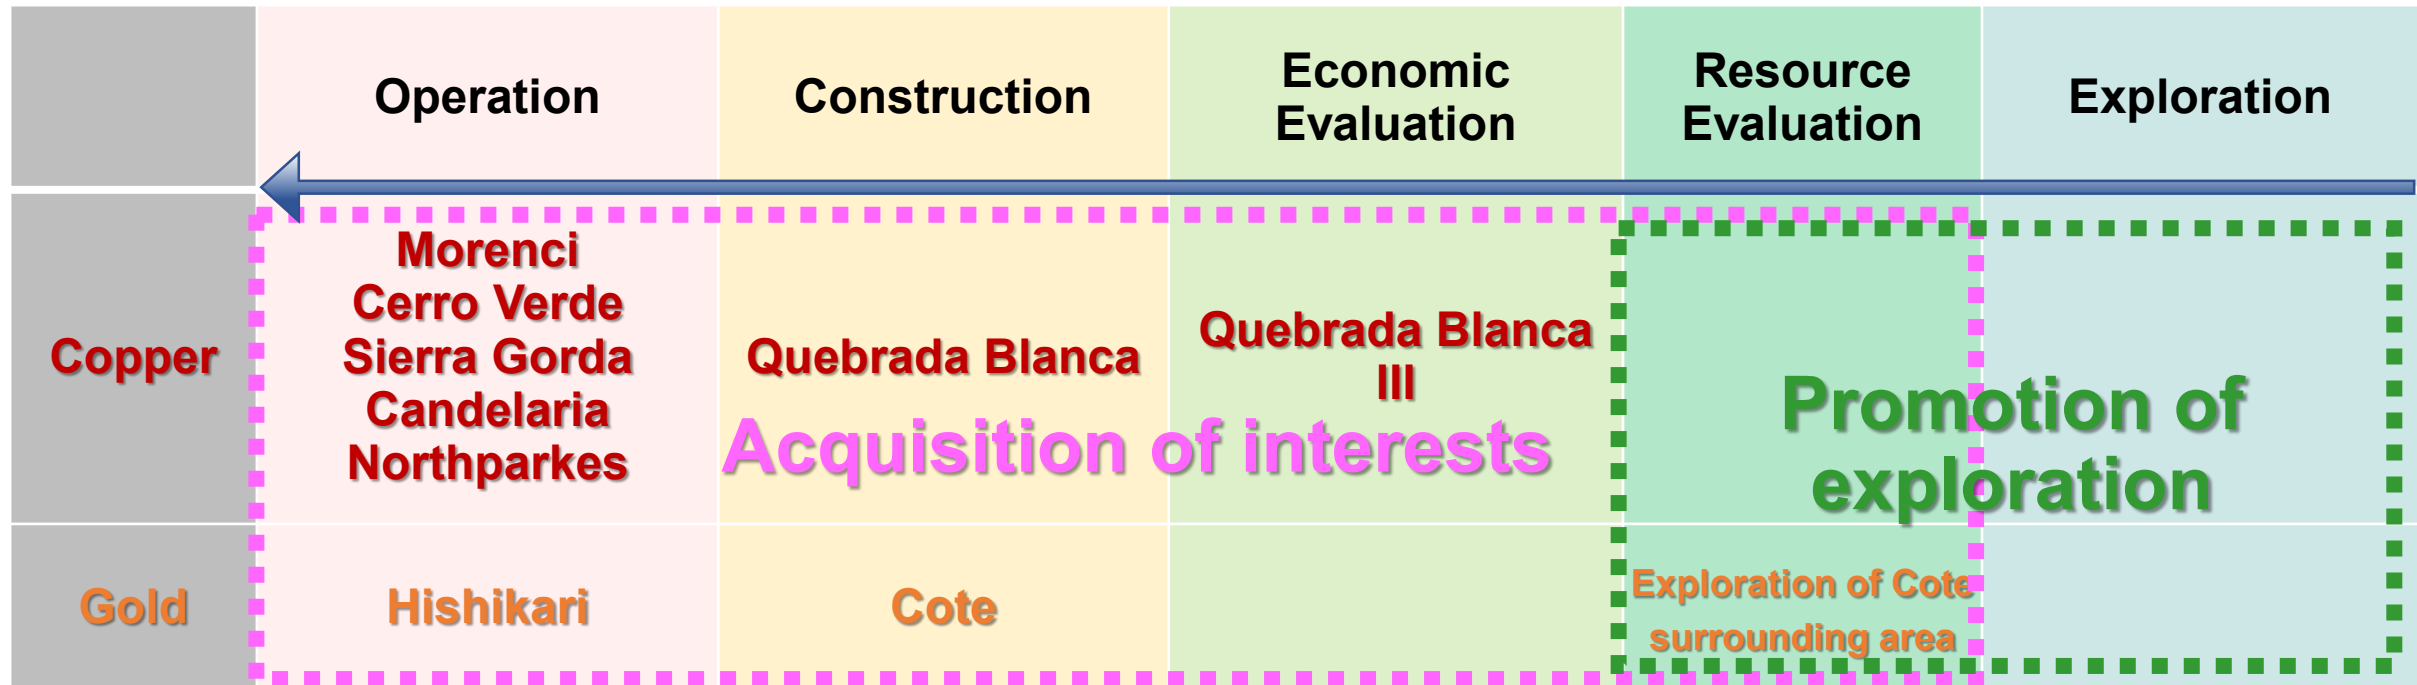 Operation
Construction
Economic
Evaluation
Resource
Evaluation
Exploration
Copper
Morenci
Cerro Verde
Sierra Gorda
Candelaria
Northparkes
Quebrada Blanca
Quebrada Blanca
III
Acquisition of interests
Promotion of
exploration
Gold
Hishikari
Cote
Exploration of Cote
surrounding area